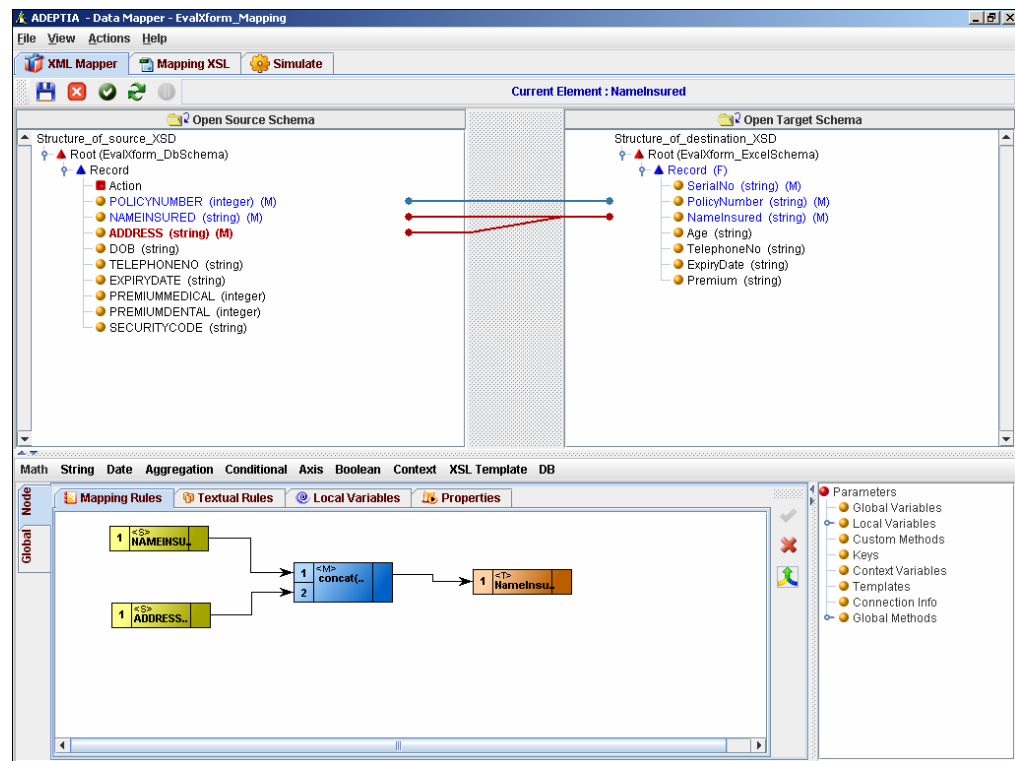 ADEPTIA - Data Mapper - EvalXform_Mapping
File View Actions Help
XML Mapper Mapping XSL Simulate
Current Element : NameInsured
Open Source Schema
Structure_of_source_XSD
Root (EvalXform_DbSchema)
Record
Action
POLICYNUMBER (integer) (M)
NAMEINSURED (string) (M)
ADDRESS (string) (M)
DOB (string)
TELEPHONENO (string)
EXPIRYDATE (string)
PREMIUMMEDICAL (integer)
PREMIUMDENTAL (integer)
SECURITYCODE (string)
Open Target Schema
Structure_of_destination_XSD
Root (EvalXform_ExcelSchema)
Record (F)
SerialNo (string) (M)
PolicyNumber (string) (M)
NameInsured (string) (M)
Age (string)
TelephoneNo (string)
ExpiryDate (string)
Premium (string)
Math String Date Aggregation Conditional Axis Boolean Context XSL Template DB
Node
Global
Mapping Rules Textual Rules Local Variables Properties
1 <S> NAMEINSU..
1 <S> ADDRESS..
1 <M> concat(..
2
1 <T> NameInsu..
Parameters
Global Variables
Local Variables
Custom Methods
Keys
Context Variables
Templates
Connection Info
Global Methods